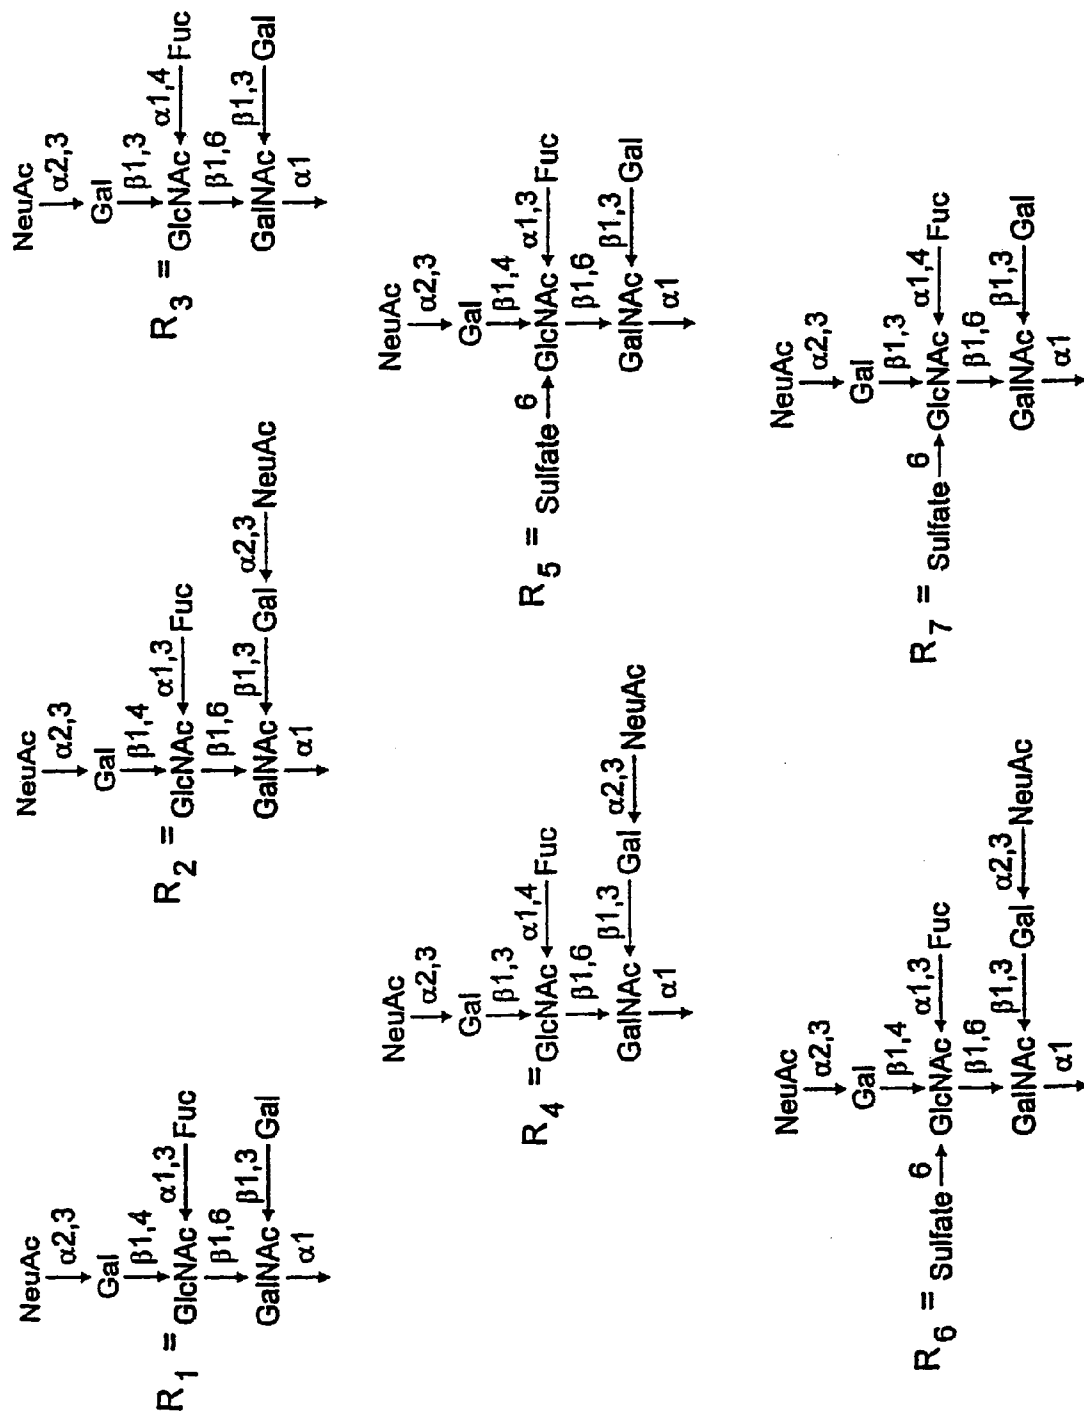 NeuAc
α2,3
Gal
β1,4
R1 = GlcNAc α1,3 Fuc
β1,6
GalNAc β1,3 Gal
α1
NeuAc
α2,3
Gal
β1,4
R2 = GlcNAc α1,3 Fuc
β1,6
GalNAc β1,3 Gal α2,3 NeuAc
α1
NeuAc
α2,3
Gal
β1,3
R3 = GlcNAc α1,4 Fuc
β1,6
GalNAc β1,3 Gal
α1
NeuAc
α2,3
Gal
β1,3
R4 = GlcNAc α1,4 Fuc
β1,6
GalNAc β1,3 Gal α2,3 NeuAc
α1
NeuAc
α2,3
Gal
β1,4
R5 = Sulfate 6 GlcNAc α1,3 Fuc
β1,6
GalNAc β1,3 Gal
α1
NeuAc
α2,3
Gal
β1,4
R6 = Sulfate 6 GlcNAc α1,3 Fuc
β1,6
GalNAc β1,3 Gal α2,3 NeuAc
α1
NeuAc
α2,3
Gal
β1,3
R7 = Sulfate 6 GlcNAc α1,4 Fuc
β1,6
GalNAc β1,3 Gal
α1